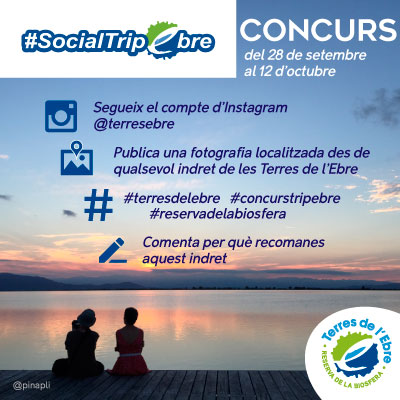 #SocialTripEbre
CONCURS
del 28 de setembre
al 12 d'octubre
Segueix el compte d'Instagram
@terresebre
Publica una fotografia localitzada des de
qualsevol indret de les Terres de l'Ebre
#terresdelebre #concurstripebre
#reservadelabiosfera
Comenta per què recomanes
aquest indret
Terres de l'Ebre
RESERVA DE LA BIOSFERA
@pinapli